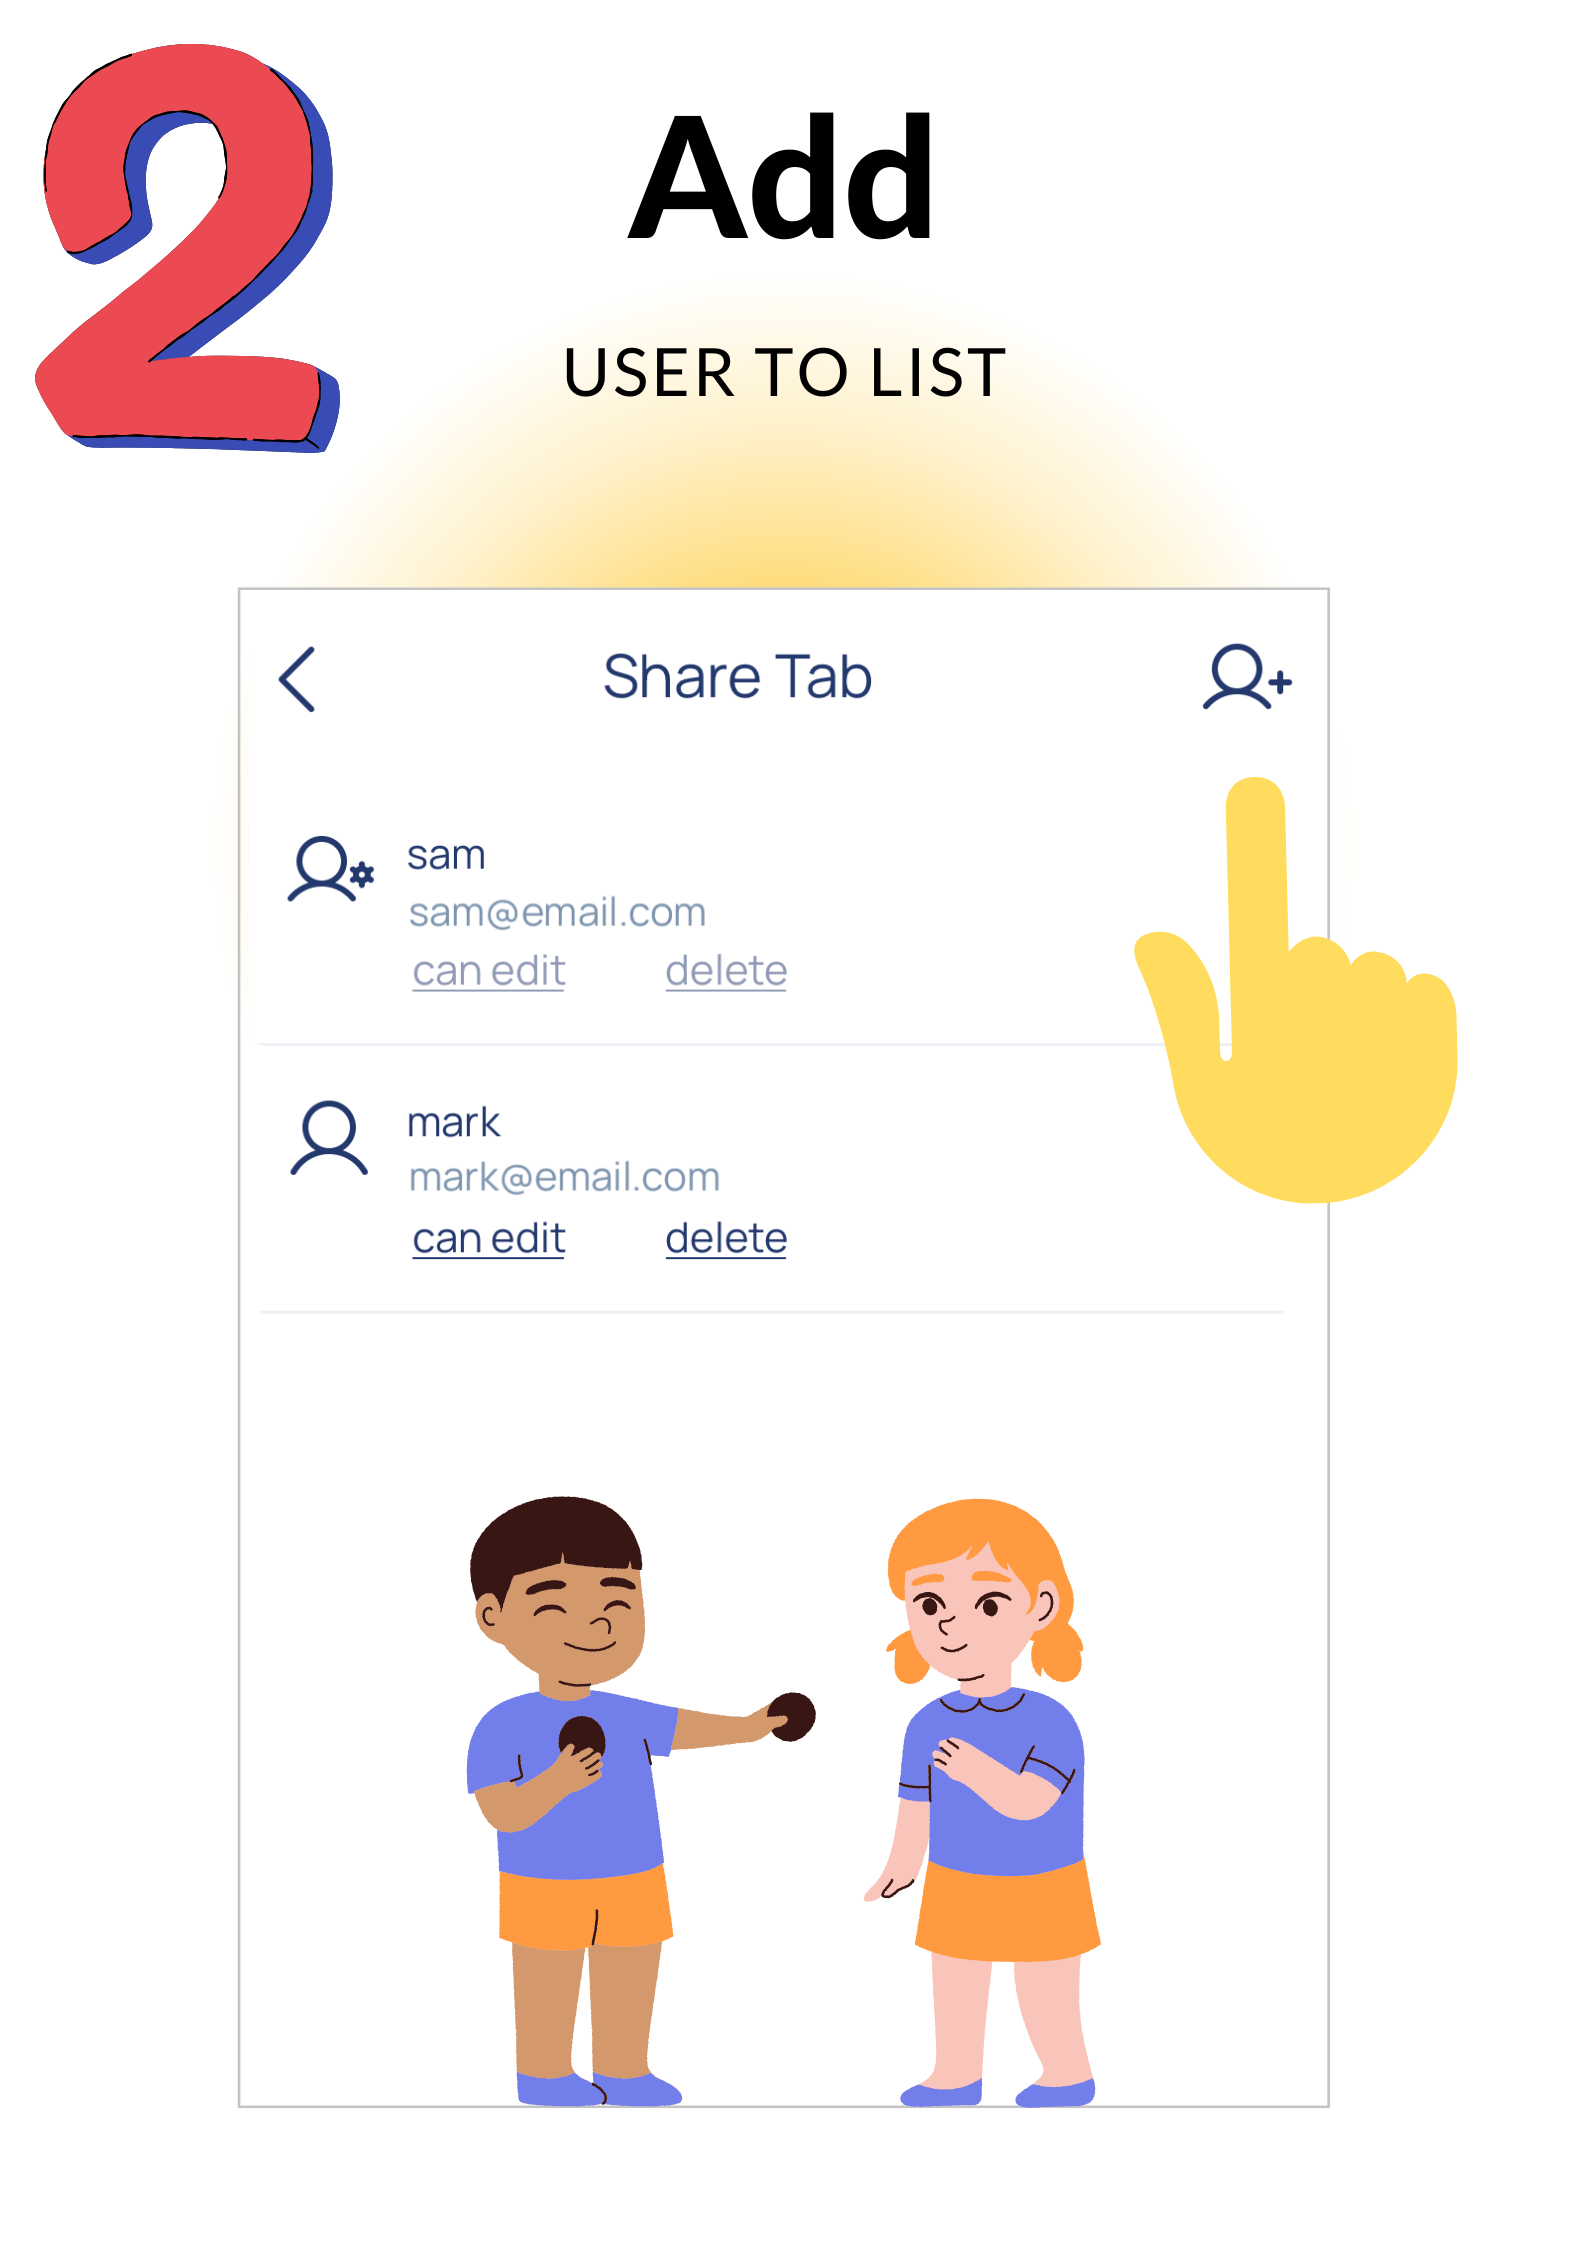 2
Add
USER TO LIST
Share Tab
sam
sam@email.com
can edit delete
mark
mark@email.com
can edit delete